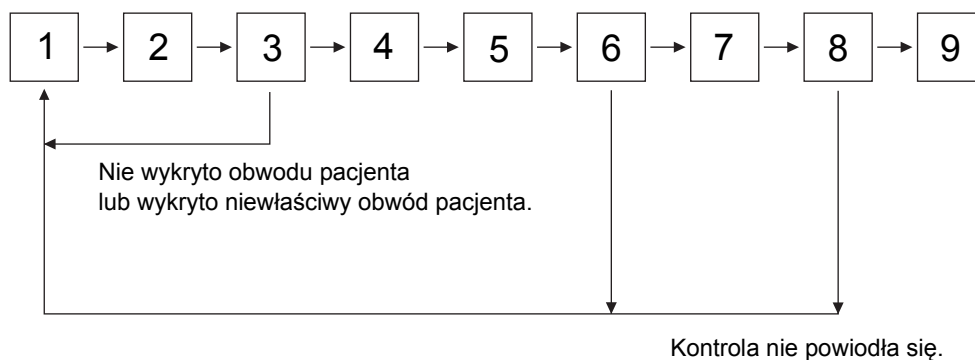 1 2 3 4 5 6 7 8 9
Nie wykryto obwodu pacjenta
lub wykryto niewłaściwy obwód pacjenta.
Kontrola nie powiodła się.